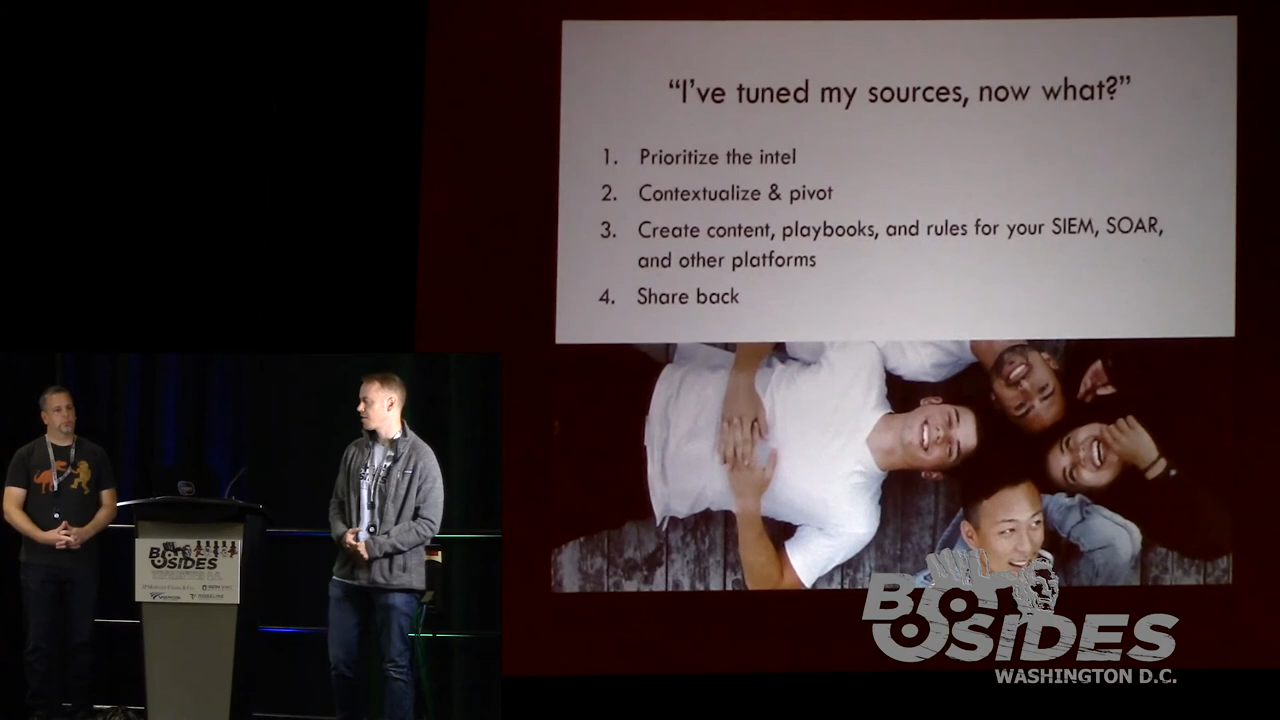 “I’ve tuned my sources, now what?”
1. Prioritize the intel
2. Contextualize & pivot
3. Create content, playbooks, and rules for your SIEM, SOAR,
and other platforms
4. Share back
BSIDES
BSIDES
WASHINGTON D.C.